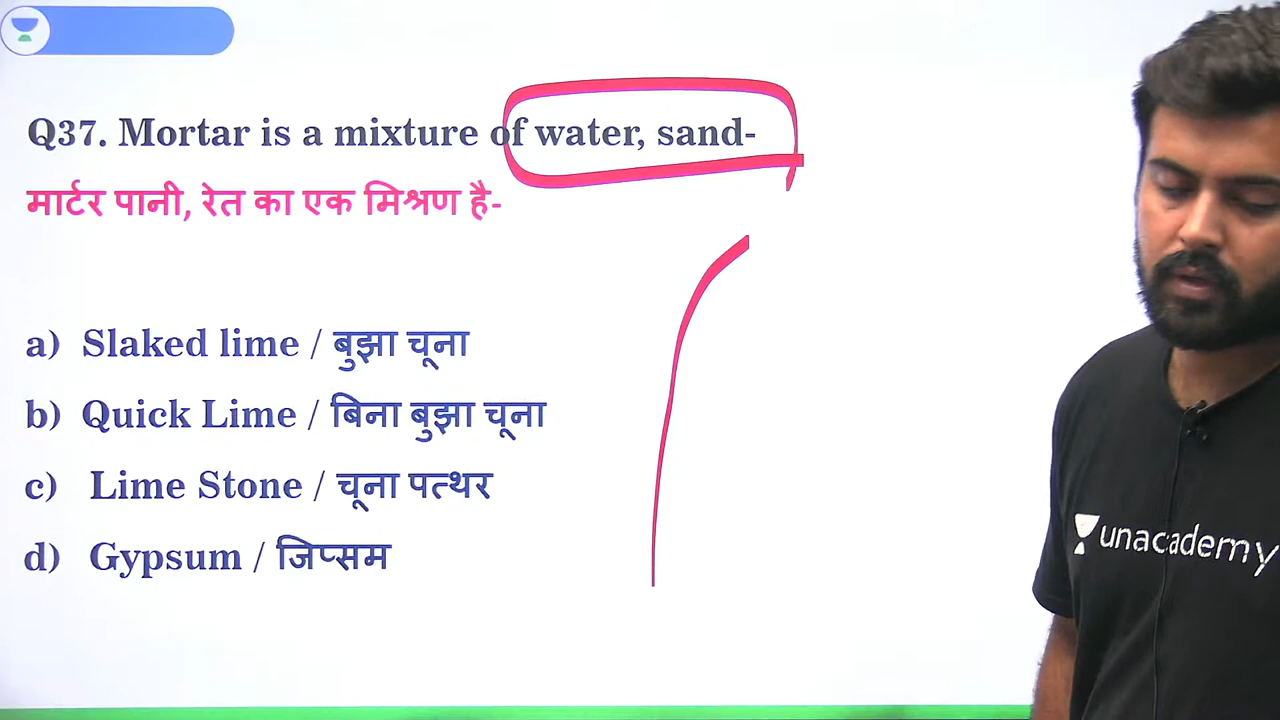 Q37. Mortar is a mixture of water, sand-
मार्टर पानी, रेत का एक मिश्रण है-
a) Slaked lime / बुझा चूना
b) Quick Lime / बिना बुझा चूना
c) Lime Stone / चूना पत्थर
d) Gypsum / जिप्सम
unacademy